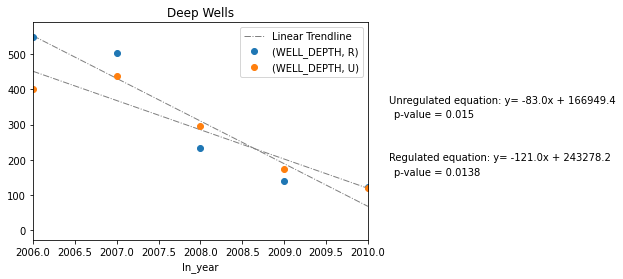 Deep Wells
Linear Trendline
(WELL_DEPTH, R)
(WELL_DEPTH, U)
500
400
300
200
100
0
2006.0 2006.5 2007.0 2007.5 2008.0 2008.5 2009.0 2009.5 2010.0
In_year
Unregulated equation: y= -83.0x + 166949.4
p-value = 0.015
Regulated equation: y= -121.0x + 243278.2
p-value = 0.0138